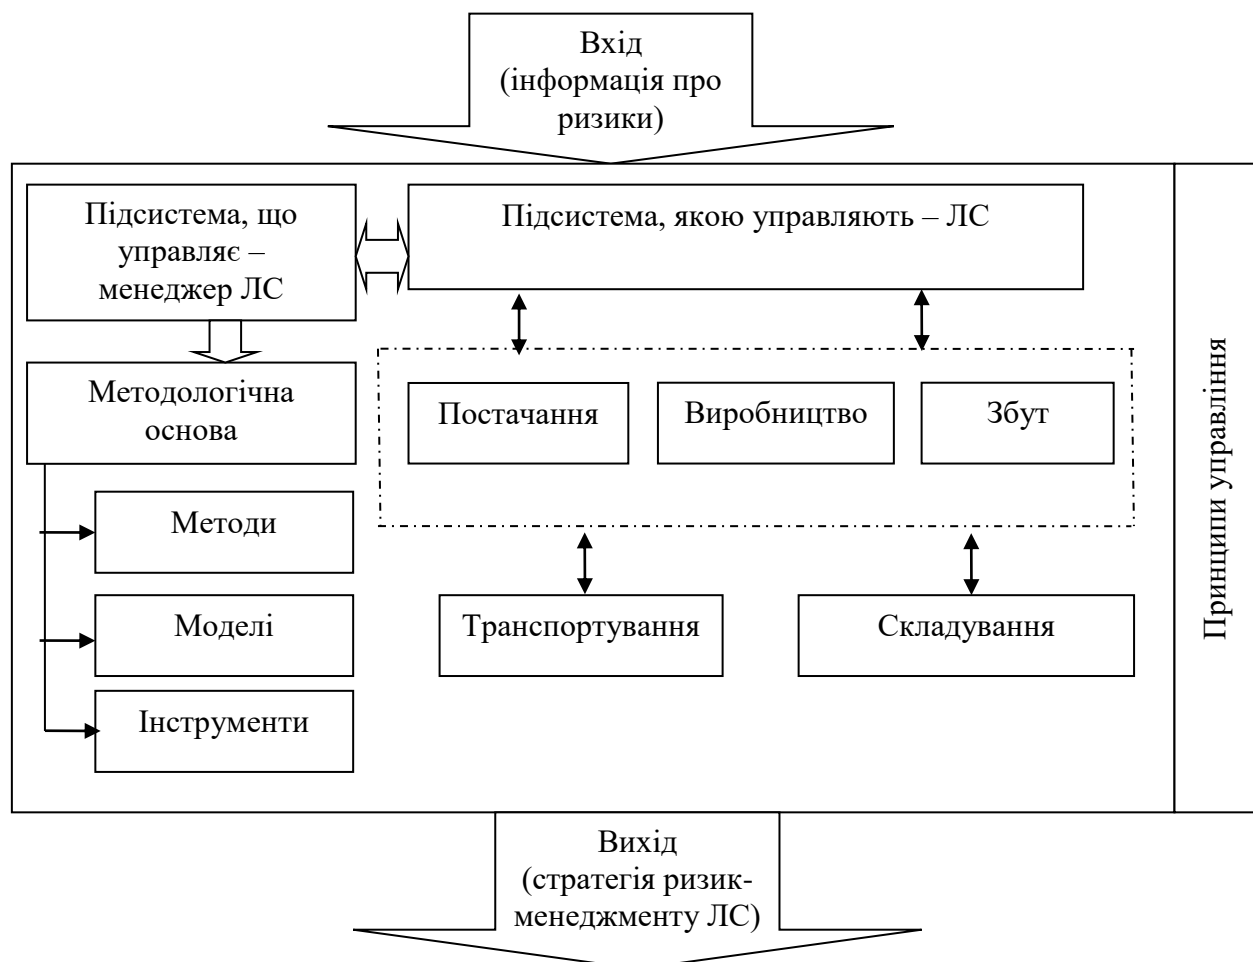 Вхід
(інформація про
ризики)
Підсистема, що
управляє –
менеджер ЛС
Підсистема, якою управляють – ЛС
Методологічна
основа
Постачання
Виробництво
Збут
Методи
Моделі
Інструменти
Транспортування
Складування
Принципи управління
Вихід
(стратегія ризик-
менеджменту ЛС)